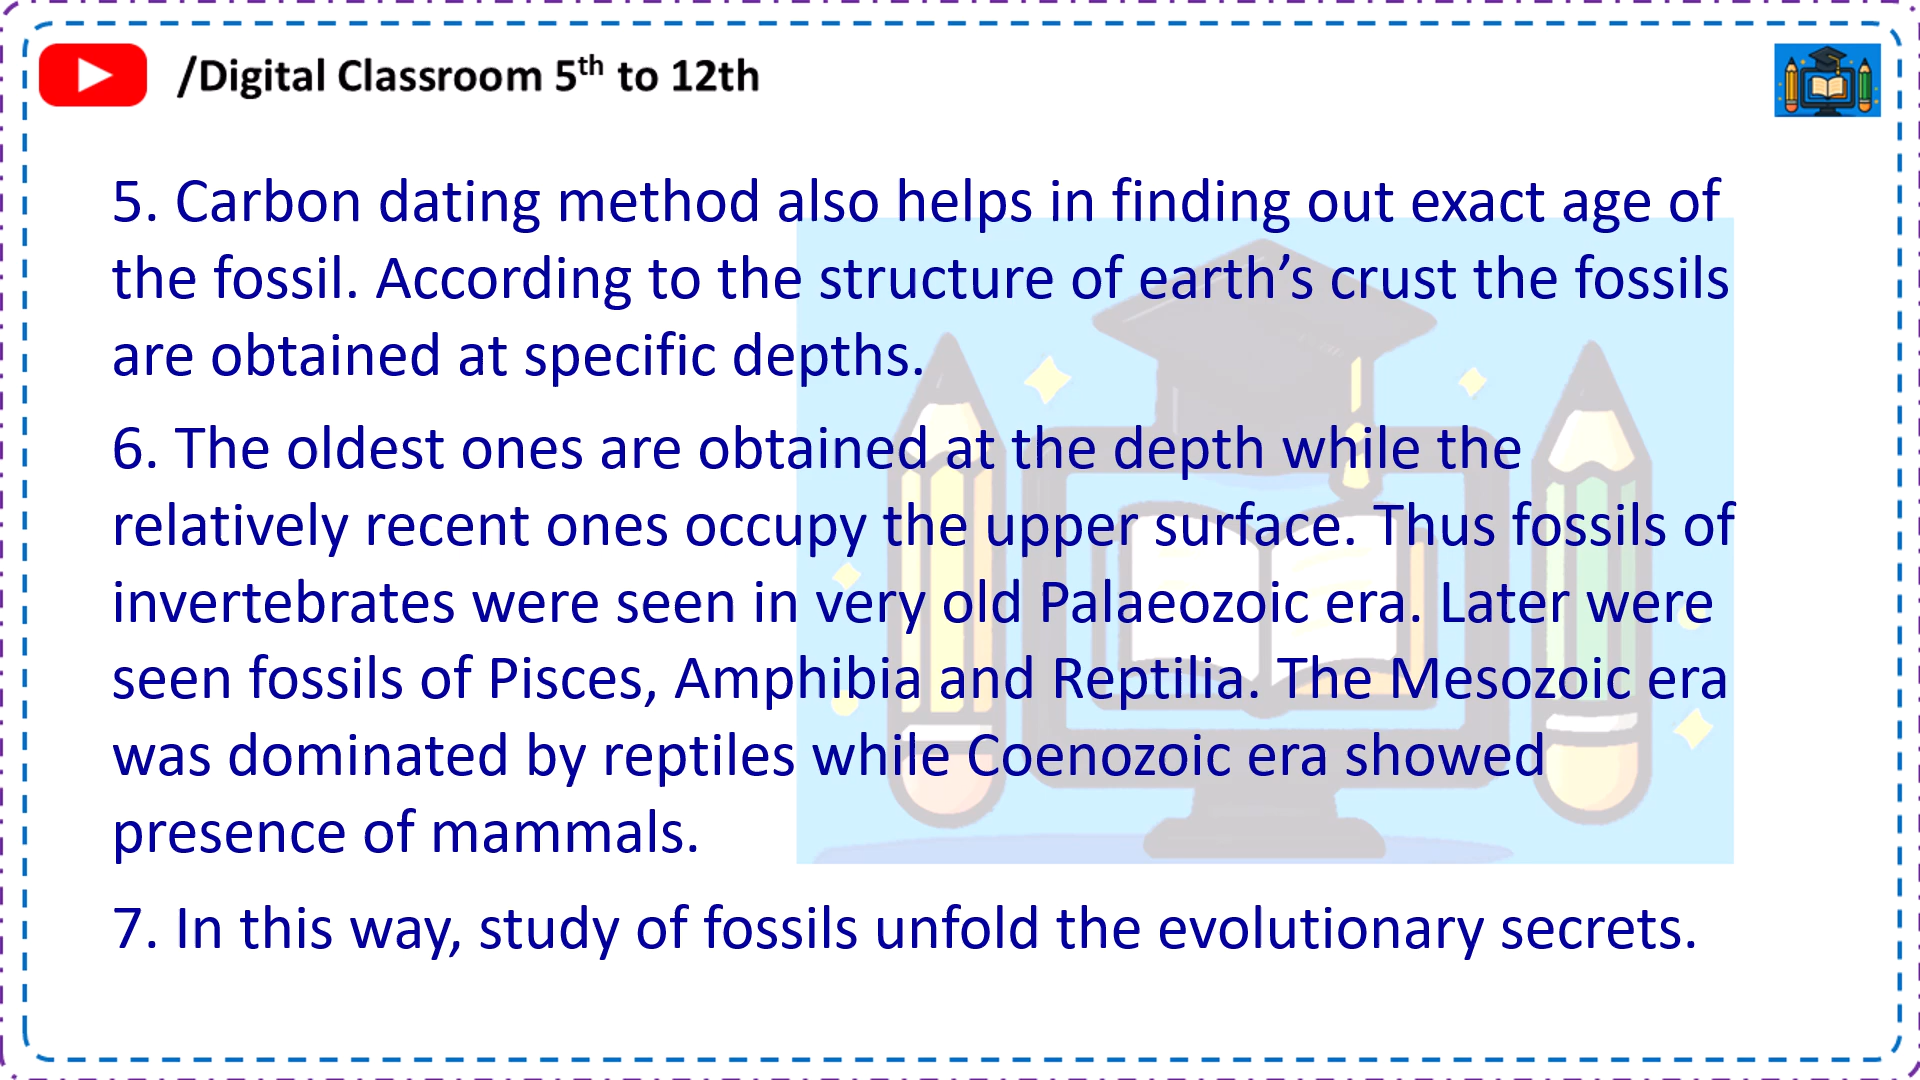 /Digital Classroom 5th to 12th
5. Carbon dating method also helps in finding out exact age of
the fossil. According to the structure of earth’s crust the fossils
are obtained at specific depths.
6. The oldest ones are obtained at the depth while the
relatively recent ones occupy the upper surface. Thus fossils of
invertebrates were seen in very old Palaeozoic era. Later were
seen fossils of Pisces, Amphibia and Reptilia. The Mesozoic era
was dominated by reptiles while Coenozoic era showed
presence of mammals.
7. In this way, study of fossils unfold the evolutionary secrets.